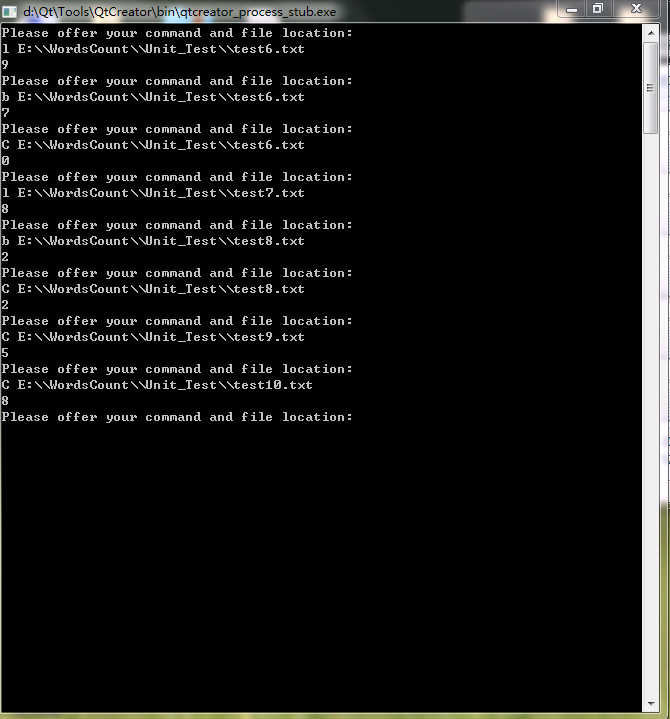 d:\Qt\Tools\QtCreator\bin\qtcreator_process_stub.exe
Please offer your command and file location:
l E:\\WordsCount\\Unit_Test\\test6.txt
9
Please offer your command and file location:
b E:\\WordsCount\\Unit_Test\\test6.txt
7
Please offer your command and file location:
C E:\\WordsCount\\Unit_Test\\test6.txt
0
Please offer your command and file location:
l E:\\WordsCount\\Unit_Test\\test7.txt
8
Please offer your command and file location:
b E:\\WordsCount\\Unit_Test\\test8.txt
2
Please offer your command and file location:
C E:\\WordsCount\\Unit_Test\\test8.txt
2
Please offer your command and file location:
C E:\\WordsCount\\Unit_Test\\test9.txt
5
Please offer your command and file location:
C E:\\WordsCount\\Unit_Test\\test10.txt
8
Please offer your command and file location: